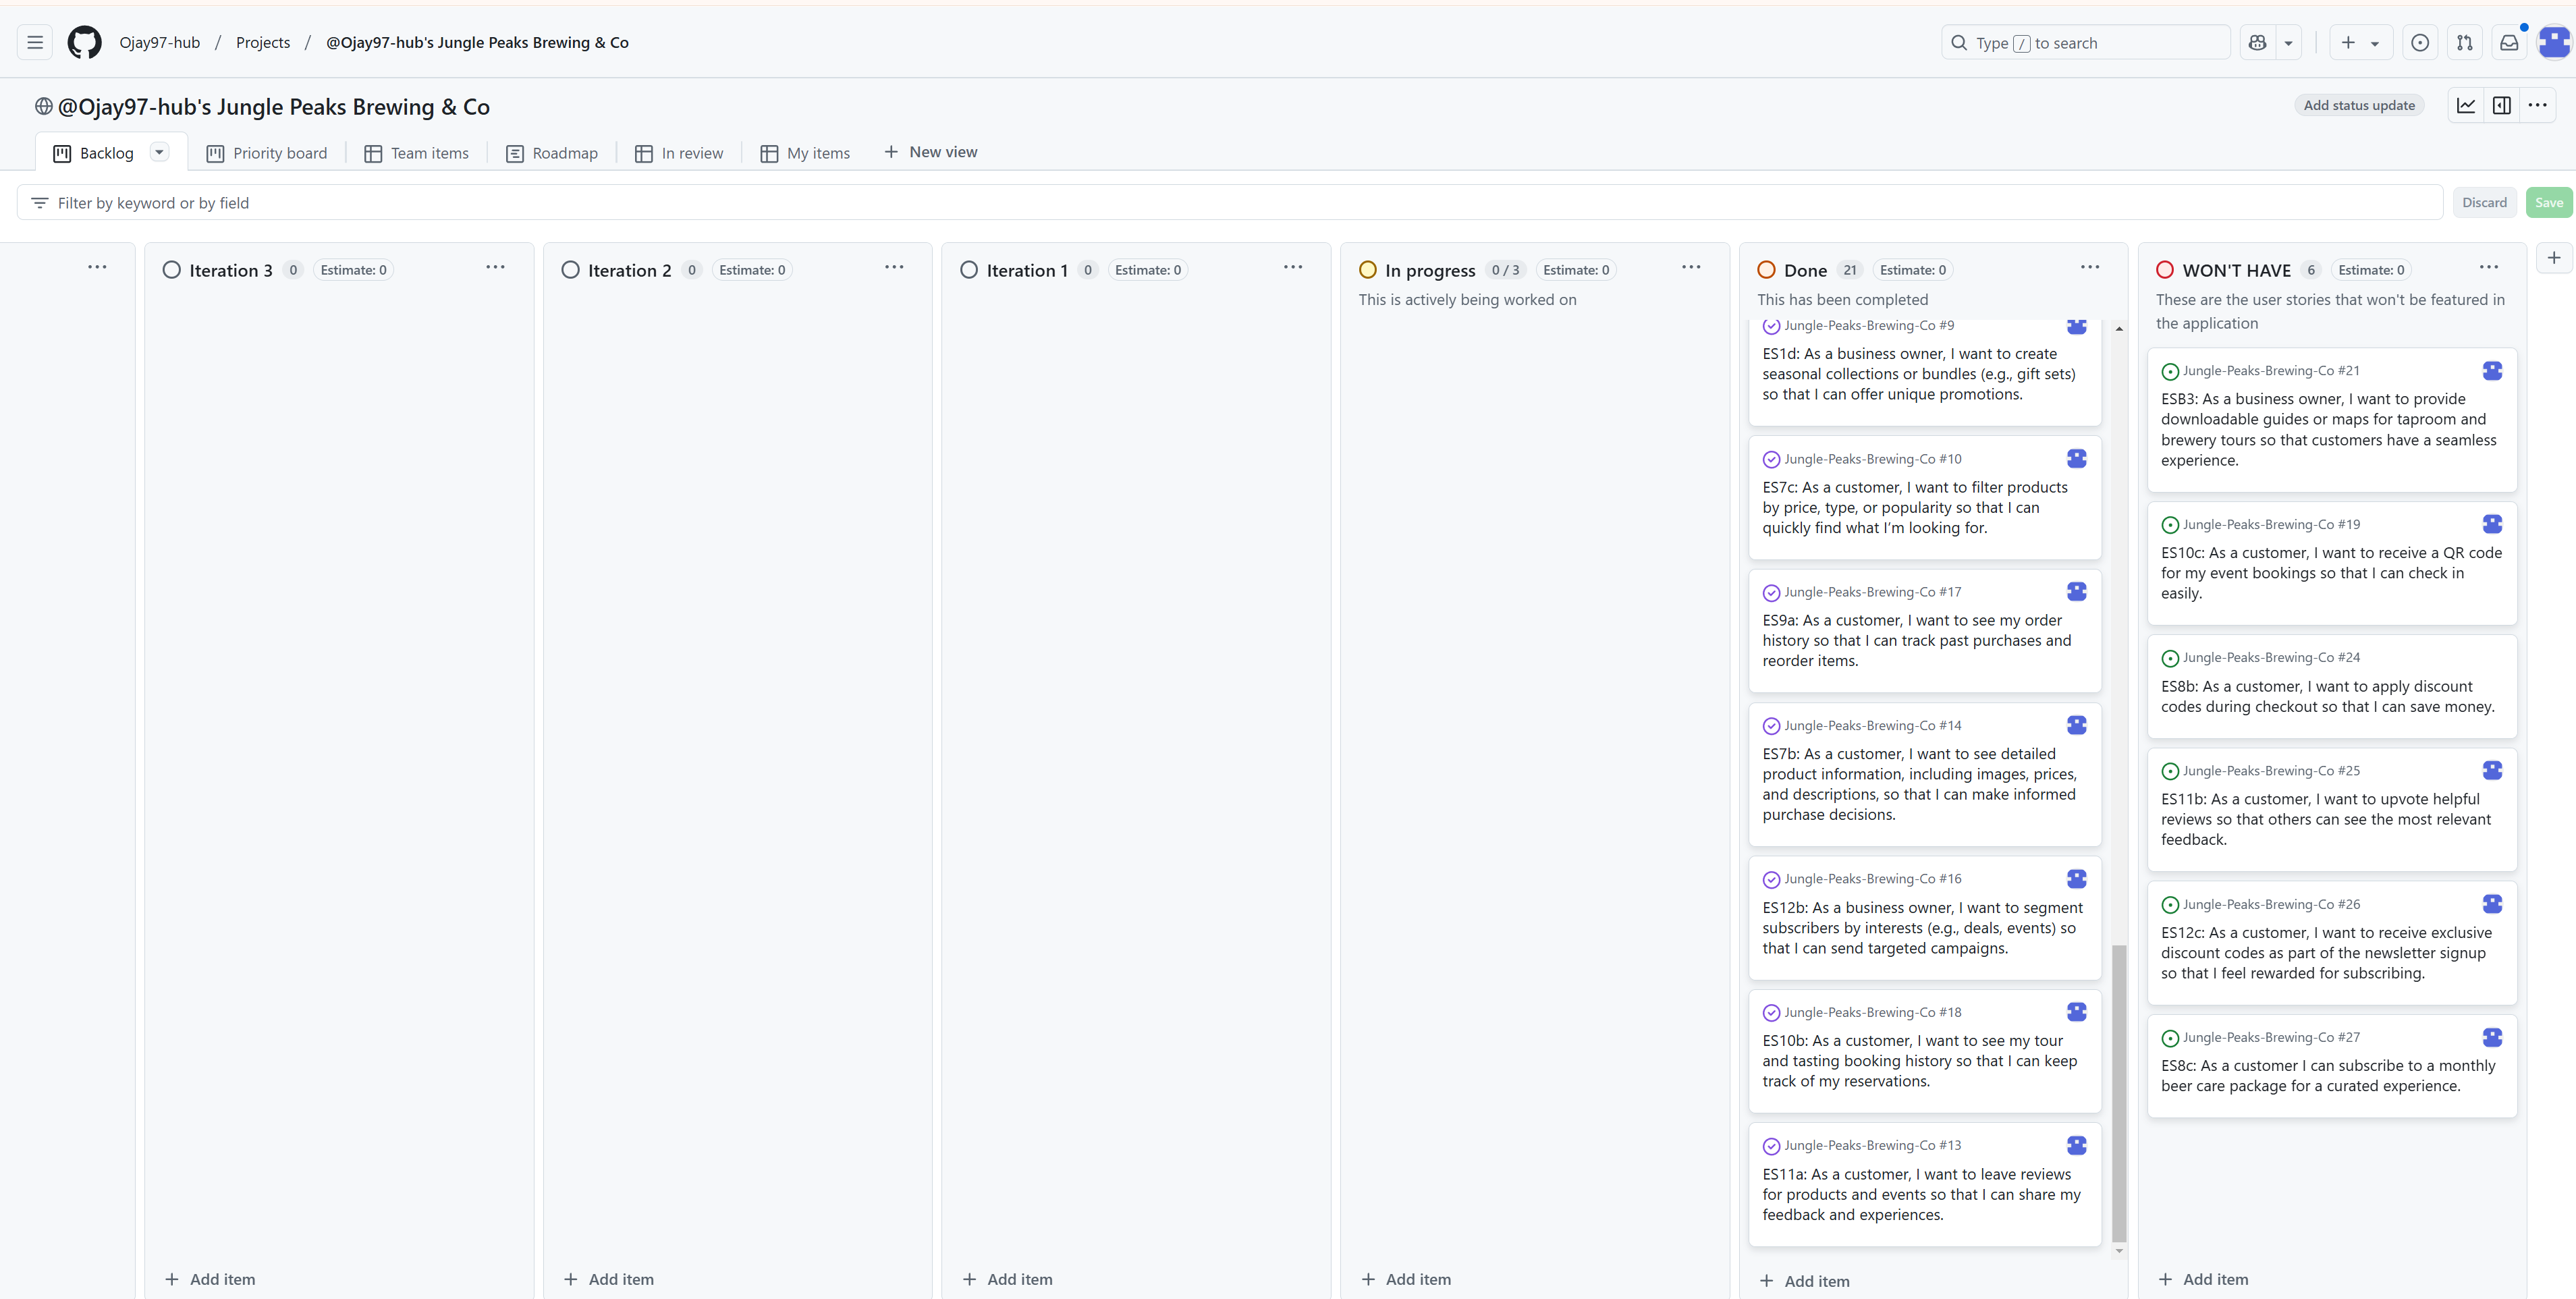 Ojay97-hub / Projects / @Ojay97-hub's Jungle Peaks Brewing & Co
Type / to search
@Ojay97-hub's Jungle Peaks Brewing & Co
Add status update
Backlog
Priority board
Team items
Roadmap
In review
My items
New view
Filter by keyword or by field
Discard
Save
Iteration 3 0 Estimate: 0
Add item
Iteration 2 0 Estimate: 0
Add item
Iteration 1 0 Estimate: 0
Add item
In progress 0 / 3 Estimate: 0
This is actively being worked on
Add item
Done 21 Estimate: 0
This has been completed
Jungle-Peaks-Brewing-Co #9
ES1d: As a business owner, I want to create
seasonal collections or bundles (e.g., gift sets)
so that I can offer unique promotions.
Jungle-Peaks-Brewing-Co #10
ES7c: As a customer, I want to filter products
by price, type, or popularity so that I can
quickly find what I’m looking for.
Jungle-Peaks-Brewing-Co #17
ES9a: As a customer, I want to see my order
history so that I can track past purchases and
reorder items.
Jungle-Peaks-Brewing-Co #14
ES7b: As a customer, I want to see detailed
product information, including images, prices,
and descriptions, so that I can make informed
purchase decisions.
Jungle-Peaks-Brewing-Co #16
ES12b: As a business owner, I want to segment
subscribers by interests (e.g., deals, events) so
that I can send targeted campaigns.
Jungle-Peaks-Brewing-Co #18
ES10b: As a customer, I want to see my tour
and tasting booking history so that I can keep
track of my reservations.
Jungle-Peaks-Brewing-Co #13
ES11a: As a customer, I want to leave reviews
for products and events so that I can share my
feedback and experiences.
Add item
WON'T HAVE 6 Estimate: 0
These are the user stories that won't be featured in
the application
Jungle-Peaks-Brewing-Co #21
ESB3: As a business owner, I want to provide
downloadable guides or maps for taproom and
brewery tours so that customers have a seamless
experience.
Jungle-Peaks-Brewing-Co #19
ES10c: As a customer, I want to receive a QR code
for my event bookings so that I can check in
easily.
Jungle-Peaks-Brewing-Co #24
ES8b: As a customer, I want to apply discount
codes during checkout so that I can save money.
Jungle-Peaks-Brewing-Co #25
ES11b: As a customer, I want to upvote helpful
reviews so that others can see the most relevant
feedback.
Jungle-Peaks-Brewing-Co #26
ES12c: As a customer, I want to receive exclusive
discount codes as part of the newsletter signup
so that I feel rewarded for subscribing.
Jungle-Peaks-Brewing-Co #27
ES8c: As a customer I can subscribe to a monthly
beer care package for a curated experience.
Add item